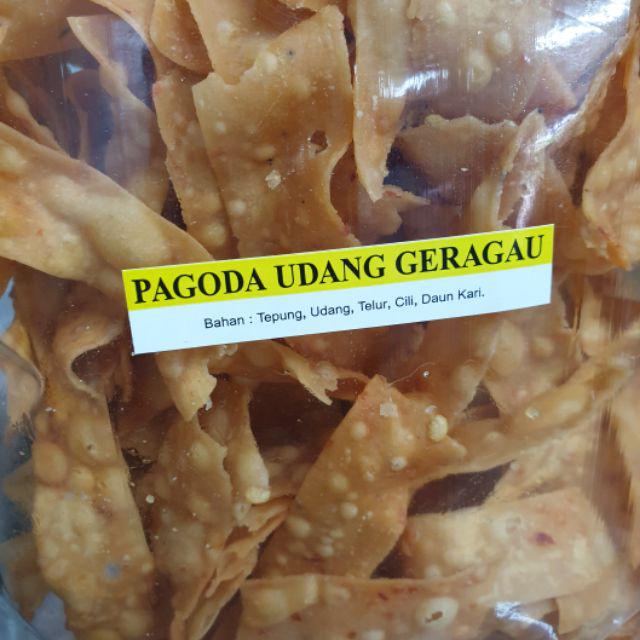 PAGODA UDANG GERAGAU
Bahan : Tepung, Udang, Telur, Cili, Daun Kari.